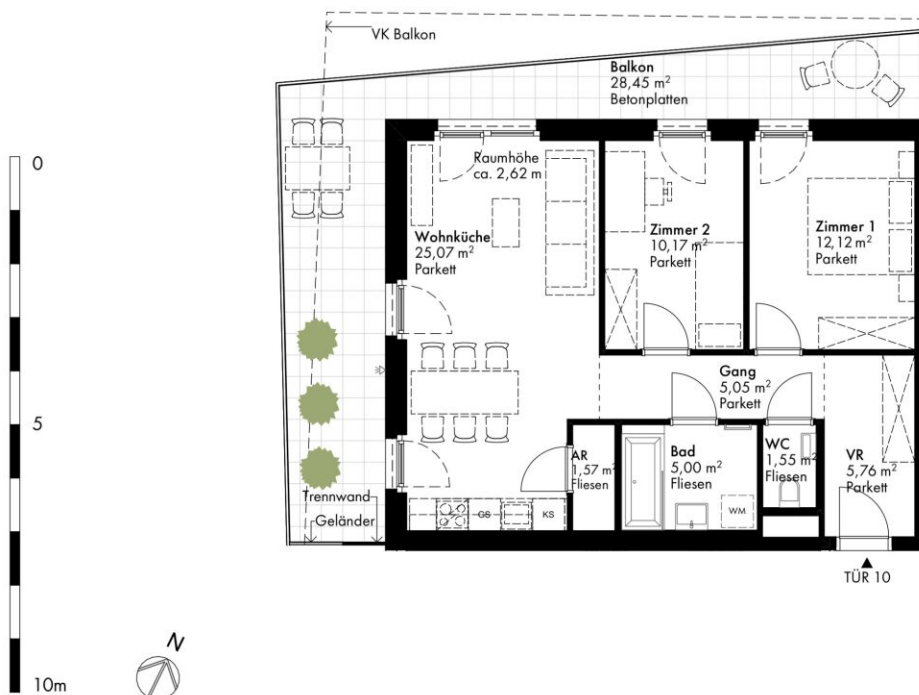 VK Balkon
Balkon
28,45 m²
Betonplatten
0
Raumhöhe
ca. 2,62 m
Wohnküche
25,07 m²
Parkett
Zimmer 2
10,17 m²
Parkett
Zimmer 1
12,12 m²
Parkett
Gang
5,05 m²
Parkett
5
AR
1,57 m²
Fliesen
Bad
5,00 m²
Fliesen
WC
1,55 m²
Fliesen
VR
5,76 m²
Parkett
Trennwand
Geländer
GS
KS
WM
TÜR 10
N
10m